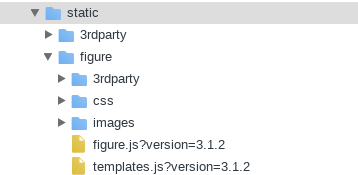 static
3rdparty
figure
3rdparty
css
images
figure.js?version=3.1.2
templates.js?version=3.1.2